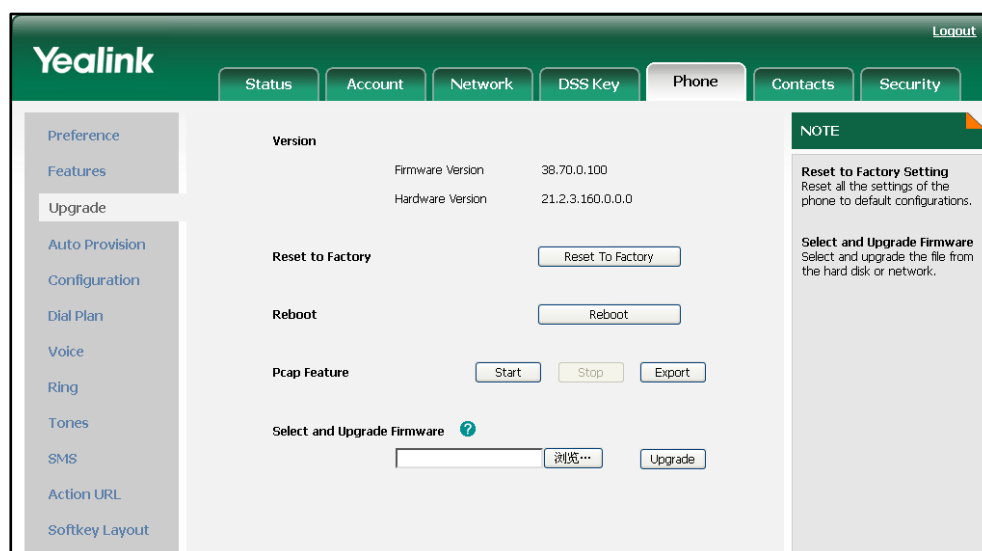 Logout
Yealink
Status Account Network DSS Key Phone Contacts Security
Preference
Features
Upgrade
Auto Provision
Configuration
Dial Plan
Voice
Ring
Tones
SMS
Action URL
Softkey Layout
Version
Firmware Version 38.70.0.100
Hardware Version 21.2.3.160.0.0.0
Reset to Factory Reset To Factory
Reboot Reboot
Pcap Feature Start Stop Export
Select and Upgrade Firmware ?
浏览… Upgrade
NOTE
Reset to Factory Setting
Reset all the settings of the
phone to default configurations.
Select and Upgrade Firmware
Select and upgrade the file from
the hard disk or network.